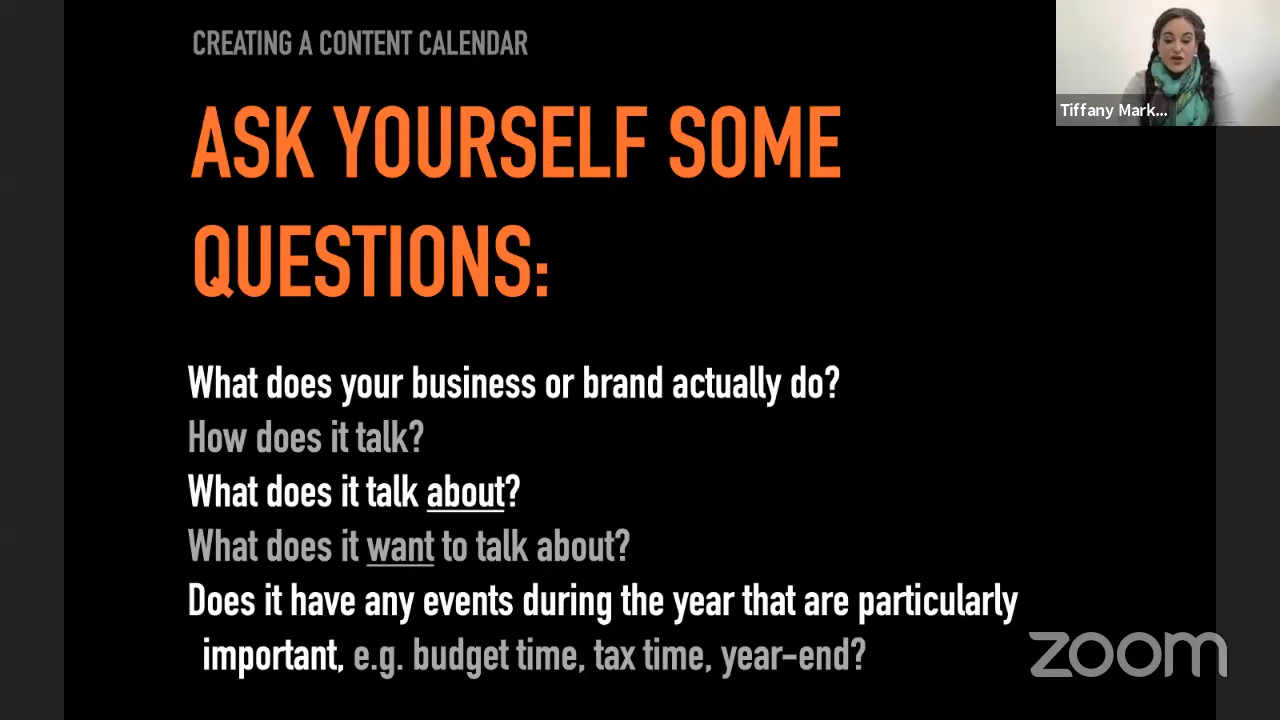 CREATING A CONTENT CALENDAR
ASK YOURSELF SOME
QUESTIONS:
What does your business or brand actually do?
How does it talk?
What does it talk about?
What does it want to talk about?
Does it have any events during the year that are particularly
important, e.g. budget time, tax time, year-end?
Tiffany Mark...
zoom